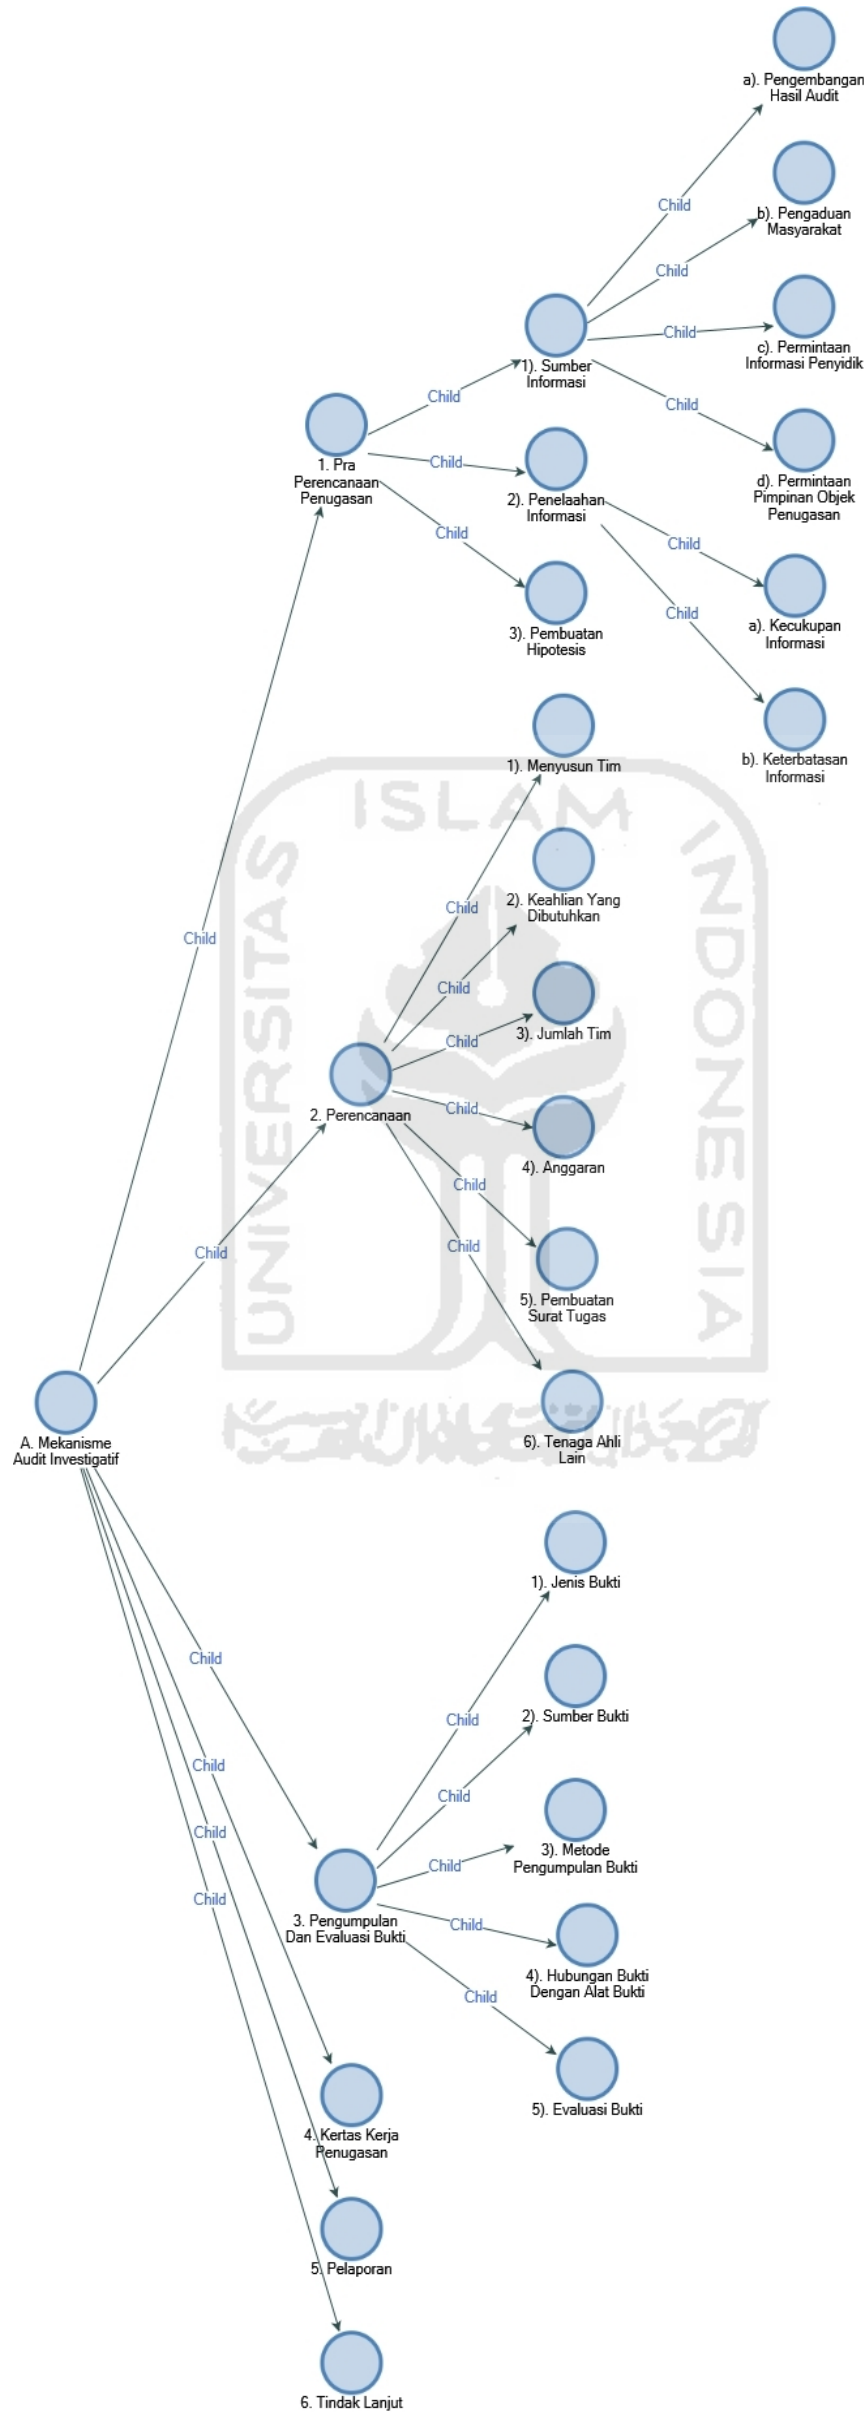 a). Pengembangan
Hasil Audit
Child
b). Pengaduan
Masyarakat
Child
c). Permintaan
Informasi Penyidik
Child
1). Sumber
Informasi
Child
d). Permintaan
Pimpinan Objek
Penugasan
Child
1. Pra
Perencanaan
Penugasan
Child
2). Penelaahan
Informasi
Child
a). Kecukupan
Informasi
Child
b). Keterbatasan
Informasi
Child
3). Pembuatan
Hipotesis
Child
1). Menyusun Tim
ISLAM
UNIVERSITAS
INDONESIA
Child
2). Keahlian Yang
Dibutuhkan
Child
3). Jumlah Tim
Child
2. Perencanaan
Child
4). Anggaran
Child
5). Pembuatan
Surat Tugas
Child
6). Tenaga Ahli
Lain
Child
A. Mekanisme
Audit Investigatif
1). Jenis Bukti
Child
2). Sumber Bukti
Child
Child
3). Metode
Pengumpulan Bukti
Child
Child
3. Pengumpulan
Dan Evaluasi Bukti
Child
4). Hubungan Bukti
Dengan Alat Bukti
Child
5). Evaluasi Bukti
Child
Child
4. Kertas Kerja
Penugasan
5. Pelaporan
6. Tindak Lanjut